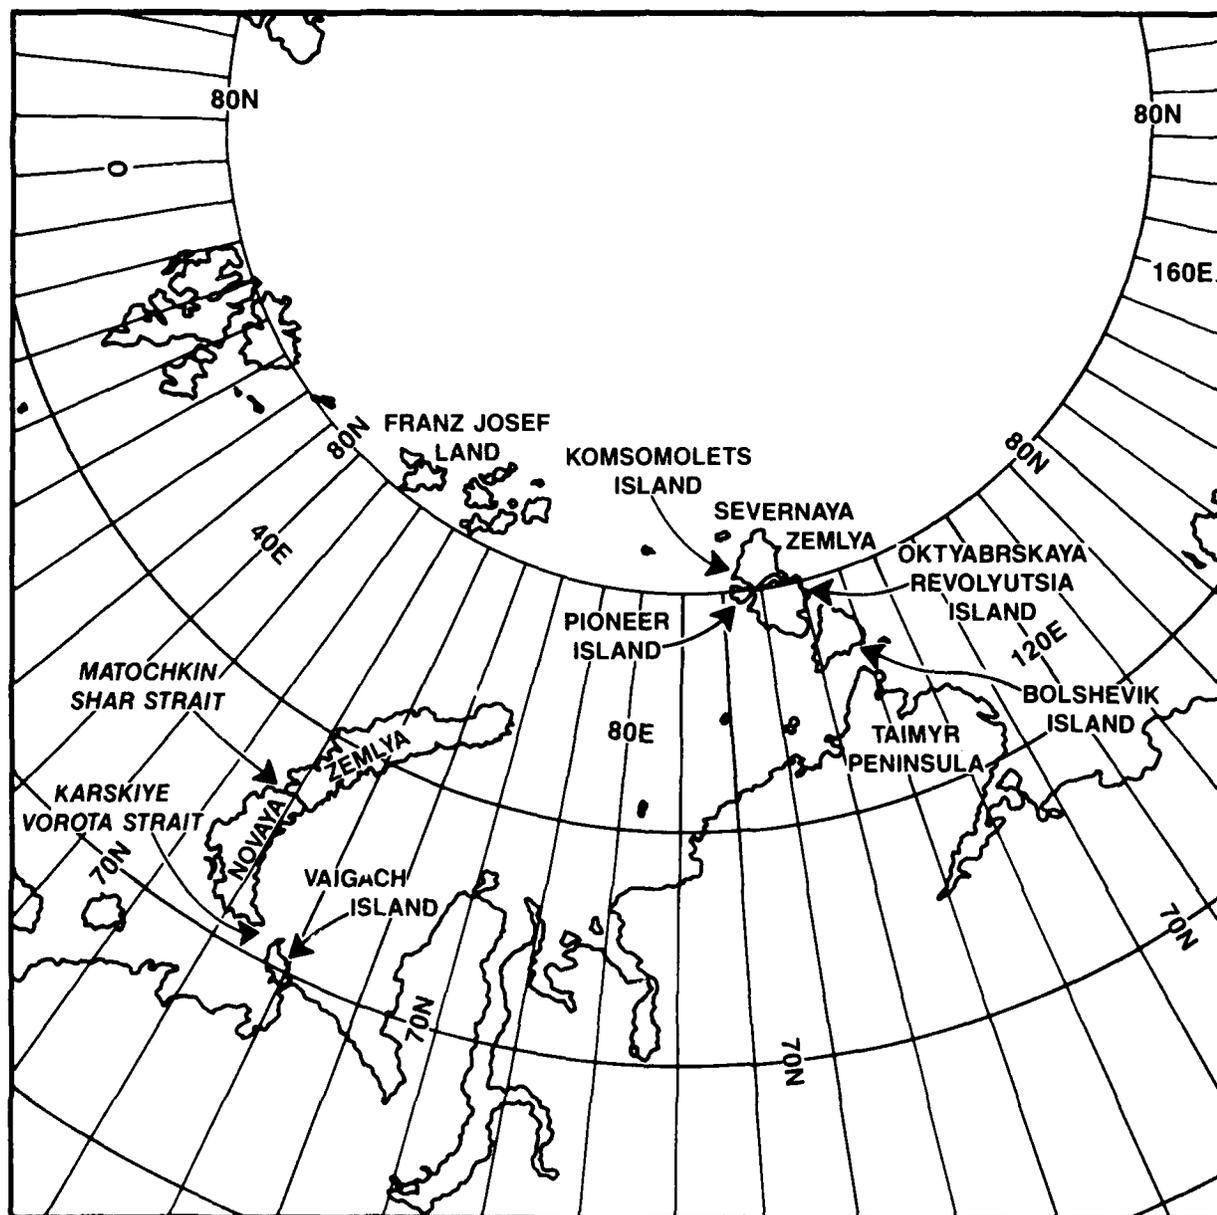 80N
80N
0
160E
80N
FRANZ JOSEF
LAND
KOMSOMOLETS
ISLAND
80N
SEVERNAYA
ZEMLYA
40E
OKTYABRSKAYA
REVOLYUTSIA
ISLAND
PIONEER
ISLAND
120E
MATOCHKIN
SHAR STRAIT
BOLSHEVIK
ISLAND
80E
TAIMYR
PENINSULA
NOVAYA
ZEMLYA
KARSKIYE
VOROTA STRAIT
70N
VAIGACH
ISLAND
70N
70N
70N